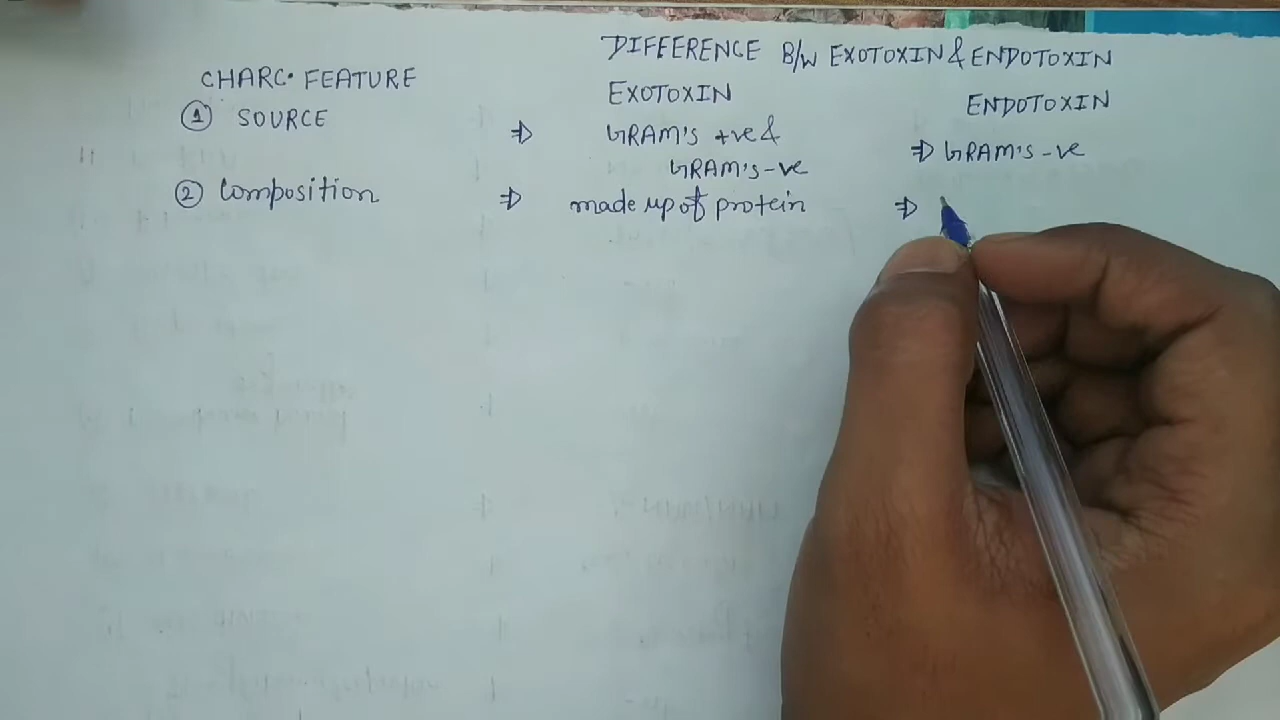 DIFFERENCE B/W EXOTOXIN & ENDOTOXIN
CHARC. FEATURE EXOTOXIN ENDOTOXIN
① SOURCE ⇒ GRAM'S +ve & ⇒ GRAM'S -ve
GRAM'S -ve
② Composition ⇒ made up of protein ⇒